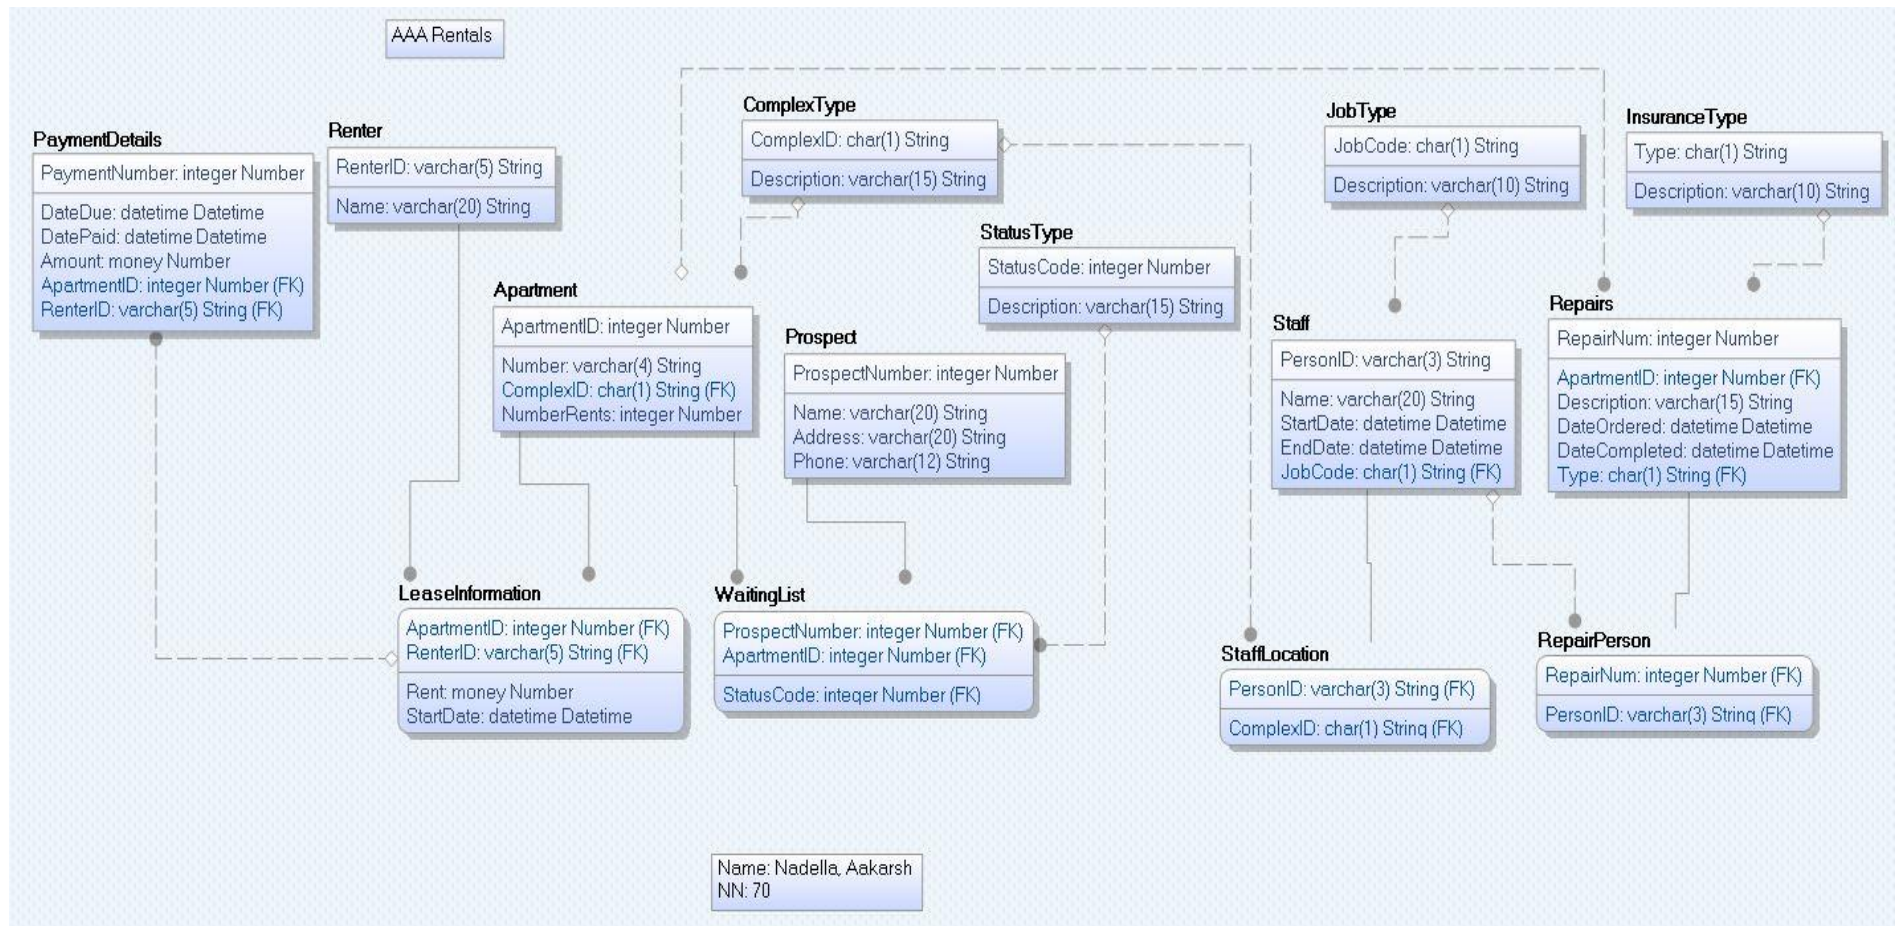 AAA Rentals
PaymentDetails
PaymentNumber: integer Number
DateDue: datetime Datetime
DatePaid: datetime Datetime
Amount: money Number
ApartmentID: integer Number (FK)
RenterID: varchar(5) String (FK)
Renter
RenterID: varchar(5) String
Name: varchar(20) String
ComplexType
ComplexID: char(1) String
Description: varchar(15) String
JobType
JobCode: char(1) String
Description: varchar(10) String
InsuranceType
Type: char(1) String
Description: varchar(10) String
StatusType
StatusCode: integer Number
Description: varchar(15) String
Apartment
ApartmentID: integer Number
Number: varchar(4) String
ComplexID: char(1) String (FK)
NumberRents: integer Number
Prospect
ProspectNumber: integer Number
Name: varchar(20) String
Address: varchar(20) String
Phone: varchar(12) String
Staff
PersonID: varchar(3) String
Name: varchar(20) String
StartDate: datetime Datetime
EndDate: datetime Datetime
JobCode: char(1) String (FK)
Repairs
RepairNum: integer Number
ApartmentID: integer Number (FK)
Description: varchar(15) String
DateOrdered: datetime Datetime
DateCompleted: datetime Datetime
Type: char(1) String (FK)
LeaseInformation
ApartmentID: integer Number (FK)
RenterID: varchar(5) String (FK)
Rent: money Number
StartDate: datetime Datetime
WaitingList
ProspectNumber: integer Number (FK)
ApartmentID: integer Number (FK)
StatusCode: integer Number (FK)
StaffLocation
PersonID: varchar(3) String (FK)
ComplexID: char(1) String (FK)
RepairPerson
RepairNum: integer Number (FK)
PersonID: varchar(3) String (FK)
Name: Nadella, Aakarsh
NN: 70